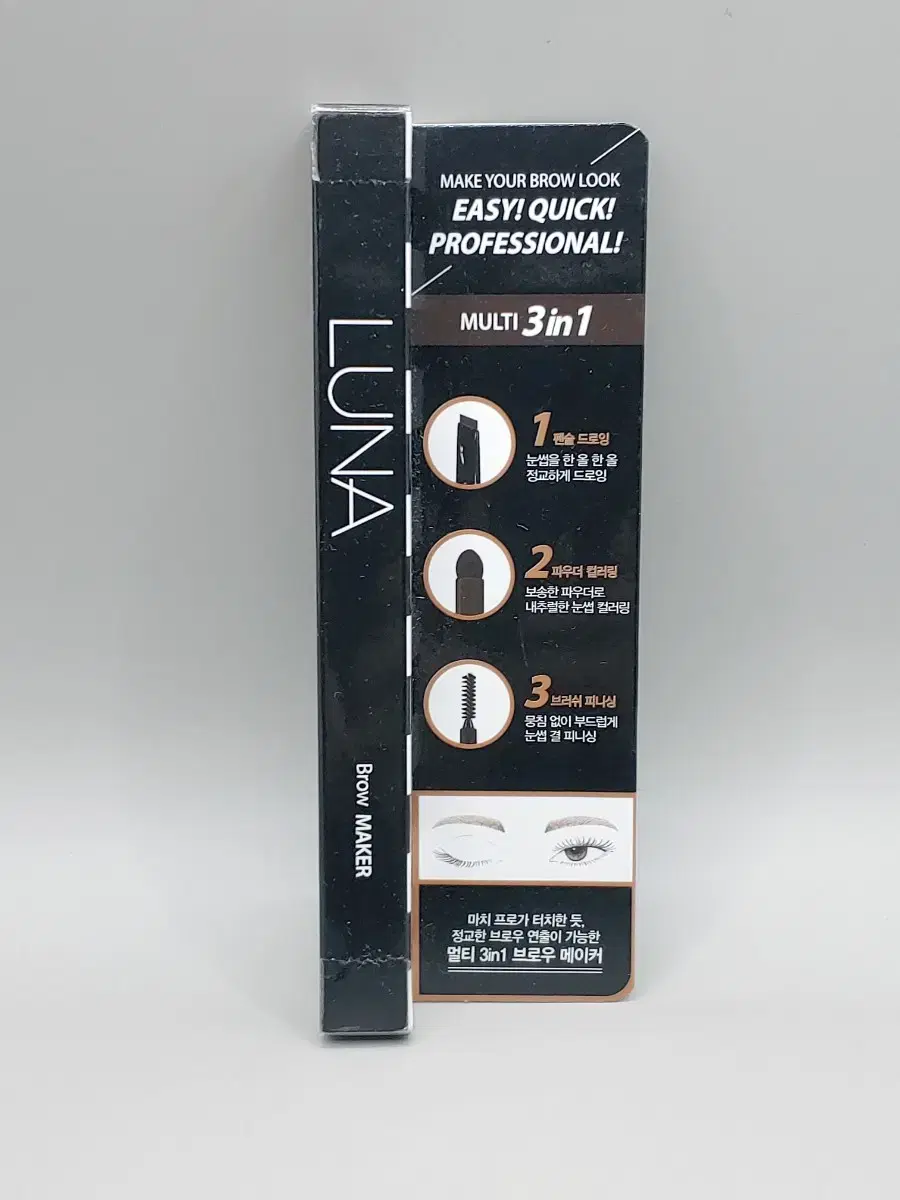 LUNA
Brow MAKER
MAKE YOUR BROW LOOK
EASY! QUICK!
PROFESSIONAL!
MULTI 3in1
1 펜슬 드로잉
눈썹을 한 올 한 올
정교하게 드로잉
2 파우더 컬러링
보송한 파우더로
내추럴한 눈썹 컬러링
3 브러쉬 피니싱
뭉침 없이 부드럽게
눈썹 결 피니싱
마치 프로가 터치한 듯,
정교한 브로우 연출이 가능한
멀티 3in1 브로우 메이커